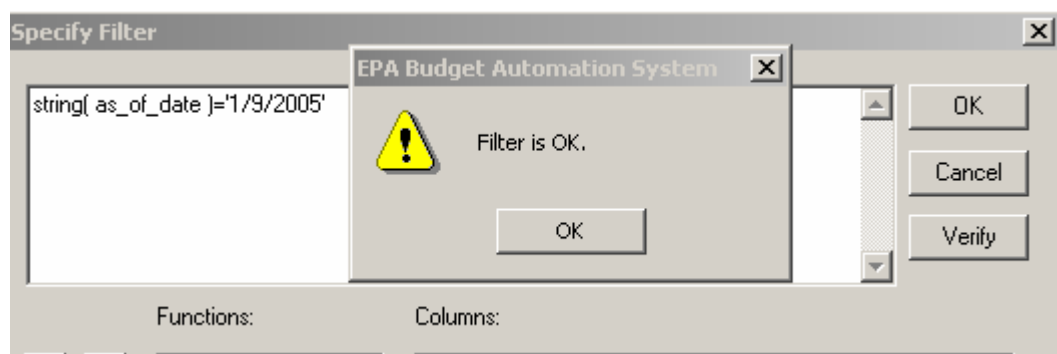 Specify Filter
EPA Budget Automation System
string( as_of_date )='1/9/2005'
Filter is OK.
OK
OK
Cancel
Verify
Functions:
Columns: